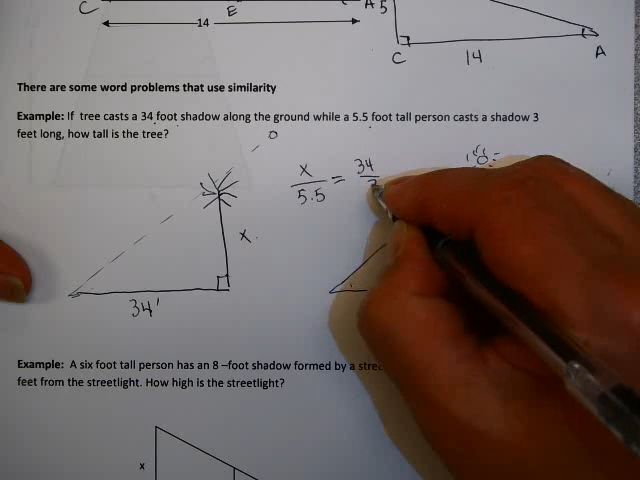 C
14
E
A
5
C
14
A
There are some word problems that use similarity
Example: If tree casts a 34 foot shadow along the ground while a 5.5 foot tall person casts a shadow 3
feet long, how tall is the tree?
x/5.5 = 34/
x
34'
Example: A six foot tall person has an 8 –foot shadow formed by a
feet from the streetlight. How high is the streetlight?
x